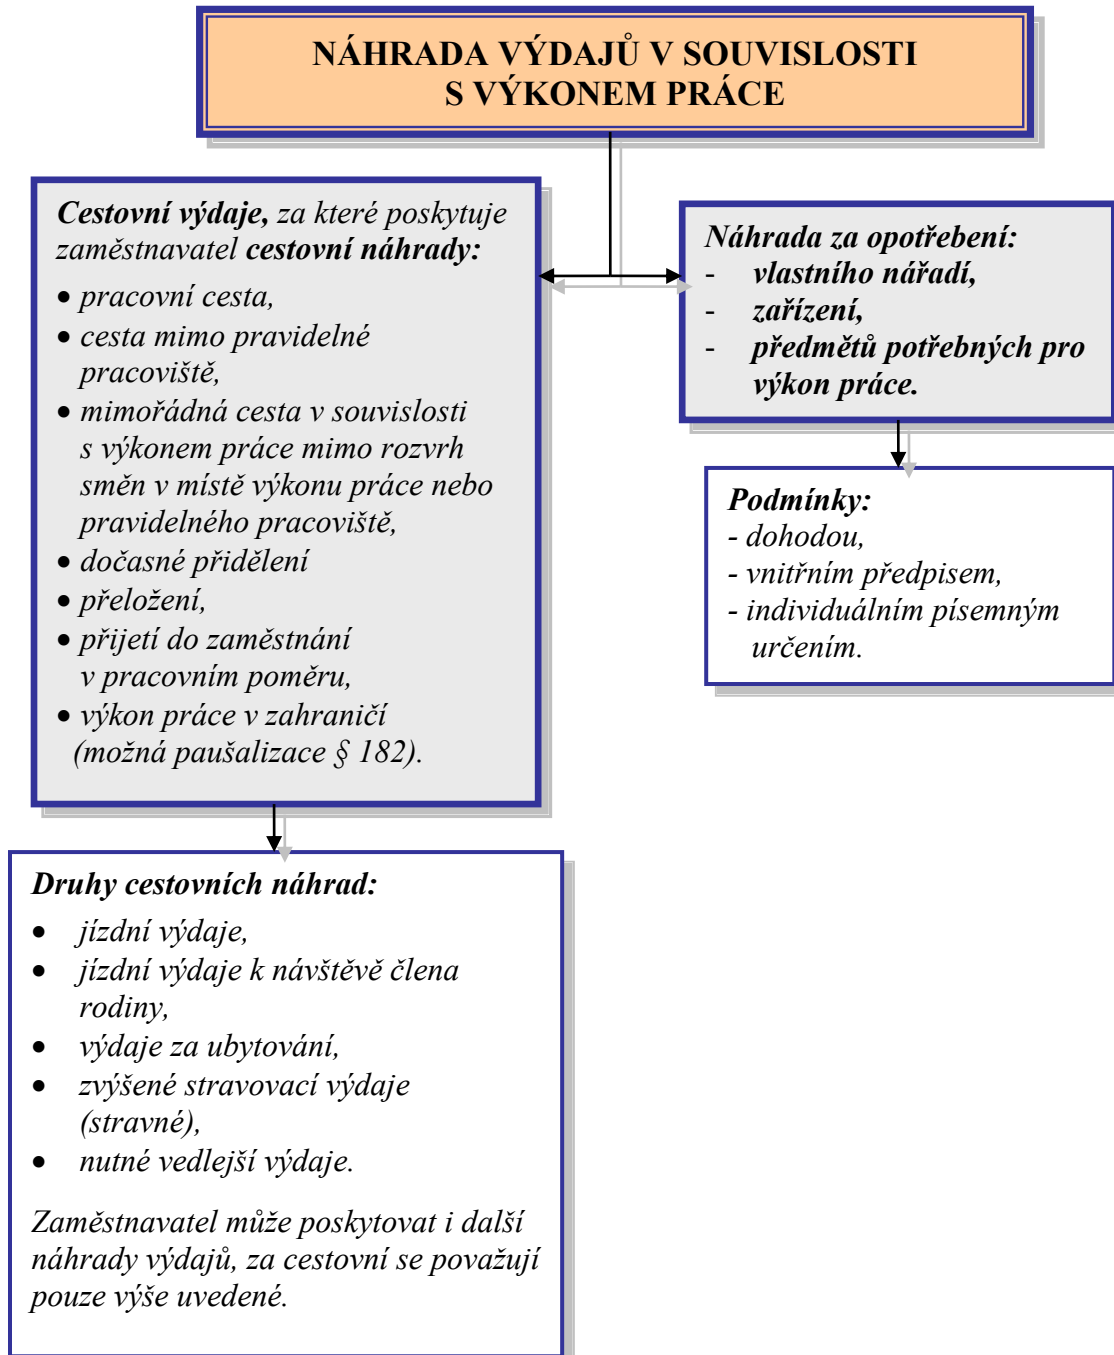 NÁHRADA VÝDAJŮ V SOUVISLOSTI
S VÝKONEM PRÁCE
Cestovní výdaje, za které poskytuje
zaměstnavatel cestovní náhrady:
• pracovní cesta,
• cesta mimo pravidelné
pracoviště,
• mimořádná cesta v souvislosti
s výkonem práce mimo rozvrh
směn v místě výkonu práce nebo
pravidelného pracoviště,
• dočasné přidělení
• přeložení,
• přijetí do zaměstnání
v pracovním poměru,
• výkon práce v zahraničí
(možná paušalizace § 182).
Náhrada za opotřebení:
- vlastního nářadí,
- zařízení,
- předmětů potřebných pro
výkon práce.
Podmínky:
- dohodou,
- vnitřním předpisem,
- individuálním písemným
určením.
Druhy cestovních náhrad:
• jízdní výdaje,
• jízdní výdaje k návštěvě člena
rodiny,
• výdaje za ubytování,
• zvýšené stravovací výdaje
(stravné),
• nutné vedlejší výdaje.
Zaměstnavatel může poskytovat i další
náhrady výdajů, za cestovní se považují
pouze výše uvedené.